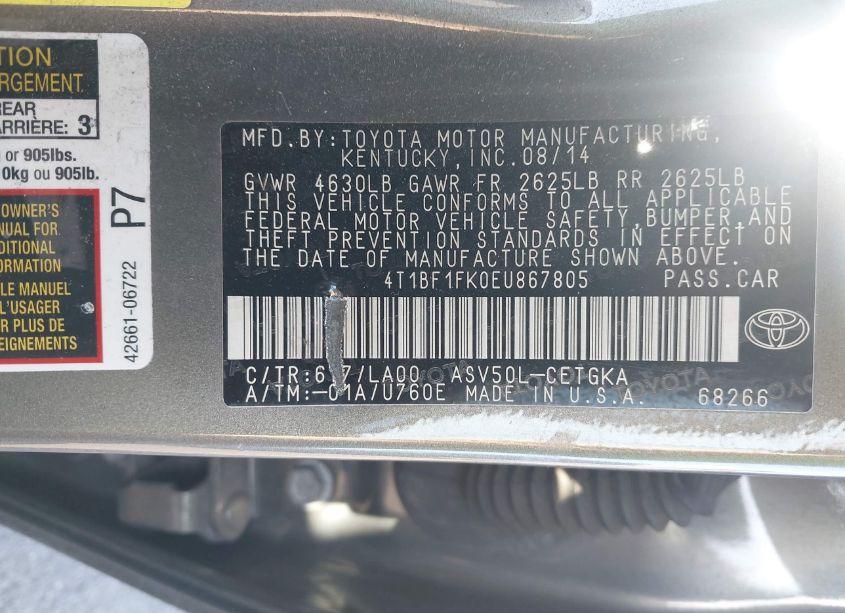 TION
RGEMENT
REAR
ARRIÈRE: 3
or 905lbs.
0kg ou 905lb.
OWNER'S
NUAL FOR
DITIONAL
ORMATION
LE MANUEL
L'USAGER
R PLUS DE
EIGNEMENTS
P7
42661-06722
MFD.BY:TOYOTA MOTOR MANUFACTURING,
KENTUCKY,INC.08/14
GVWR 4630LB GAWR FR 2625LB RR 2625LB
THIS VEHICLE CONFORMS TO ALL APPLICABLE
FEDERAL MOTOR VEHICLE SAFETY,BUMPER,AND
THEFT PREVENTION STANDARDS IN EFFECT ON
THE DATE OF MANUFACTURE SHOWN ABOVE.
4T1BF1FK0EU867805 PASS.CAR
C/TR: /LA00 ASV50L-CETGKA
A/TM:-01A/U760E MADE IN U.S.A. 68266